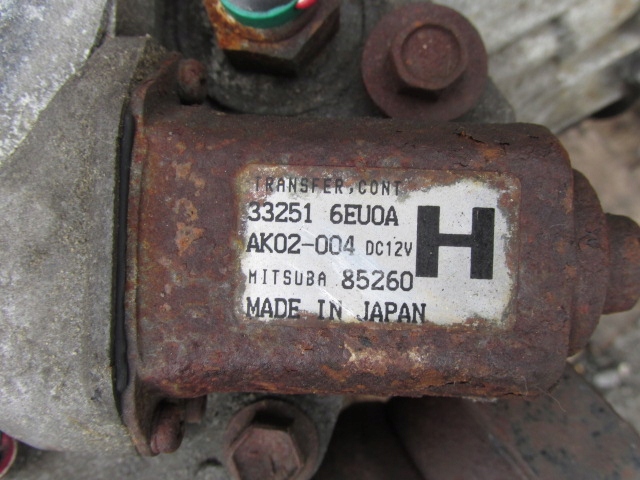 TRANSFER,CONT
33251 6EU0A
AK02-004 DC12V
H
MITSUBA 85260
MADE IN JAPAN